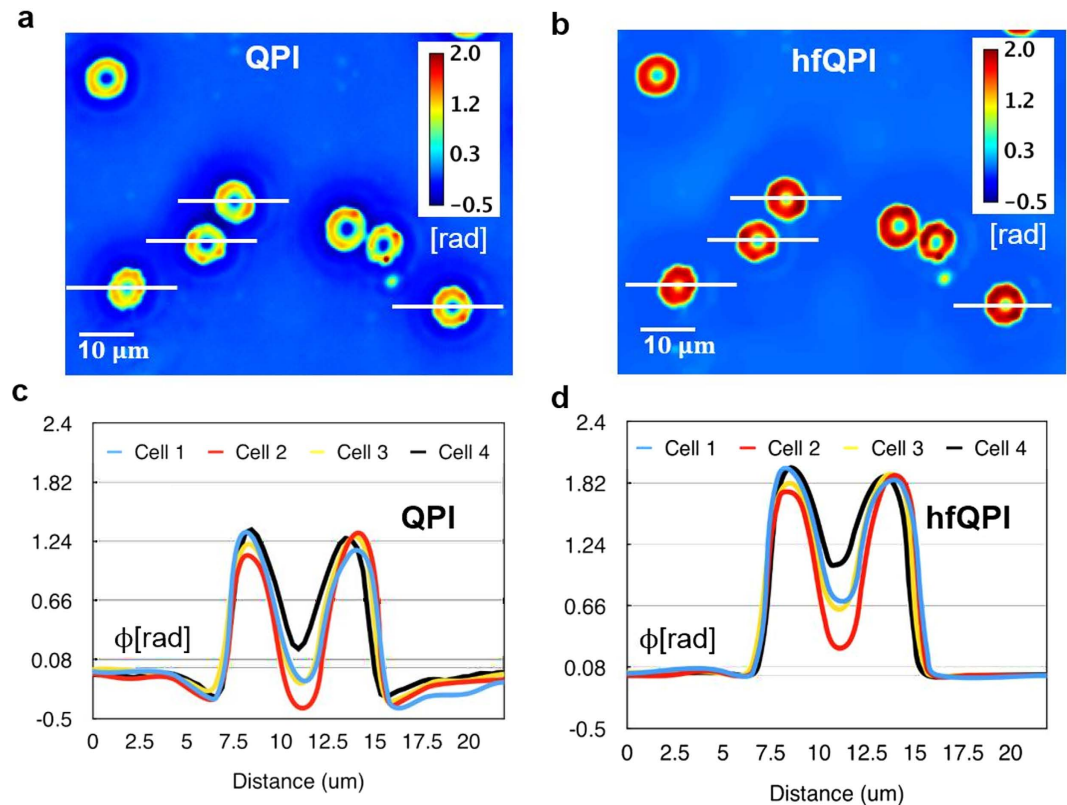 a
QPI
2.0
1.2
0.3
−0.5
[rad]
10 μm
b
hfQPI
2.0
1.2
0.3
−0.5
[rad]
10 μm
c
2.4
Cell 1 Cell 2 Cell 3 Cell 4
1.82
QPI
1.24
0.66
ϕ[rad]
0.08
-0.5
0 2.5 7.5 10 12.5 15 17.5 20
Distance (um)
d
2.4
Cell 1 Cell 2 Cell 3 Cell 4
1.82
hfQPI
1.24
0.66
ϕ[rad]
0.08
-0.5
0 2.5 7.5 10 12.5 15 17.5 20
Distance (um)